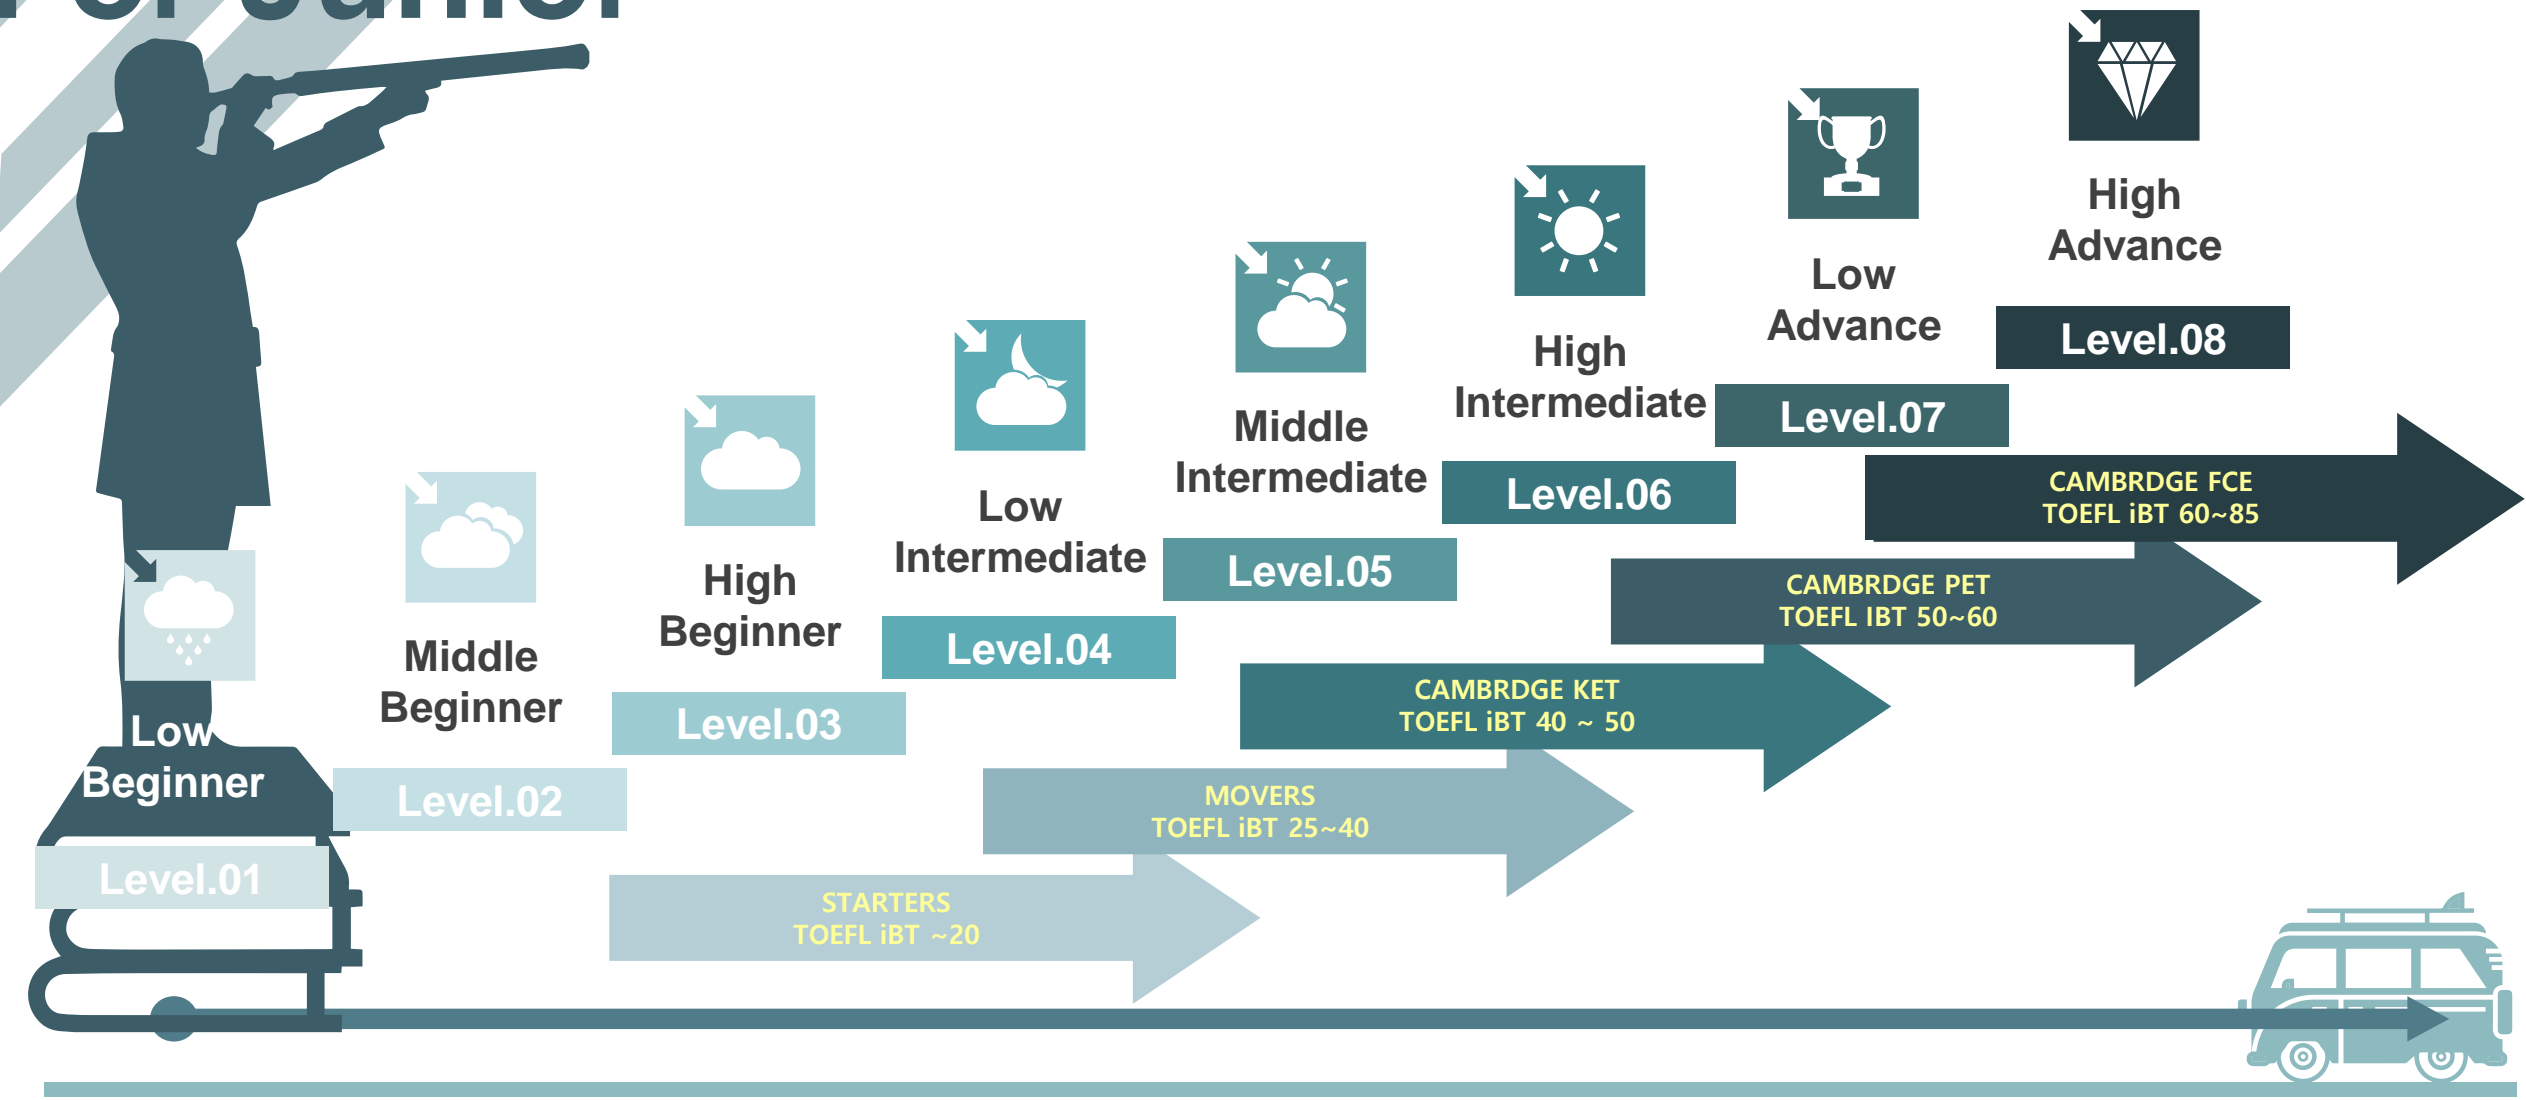 Low
Beginner
Level.01
Middle
Beginner
Level.02
High
Beginner
Level.03
Low
Intermediate
Level.04
Middle
Intermediate
Level.05
High
Intermediate
Level.06
Low
Advance
Level.07
High
Advance
Level.08
STARTERS
TOEFL iBT ~20
MOVERS
TOEFL iBT 25~40
CAMBRDGE KET
TOEFL iBT 40 ~ 50
CAMBRDGE PET
TOEFL IBT 50~60
CAMBRDGE FCE
TOEFL iBT 60~85